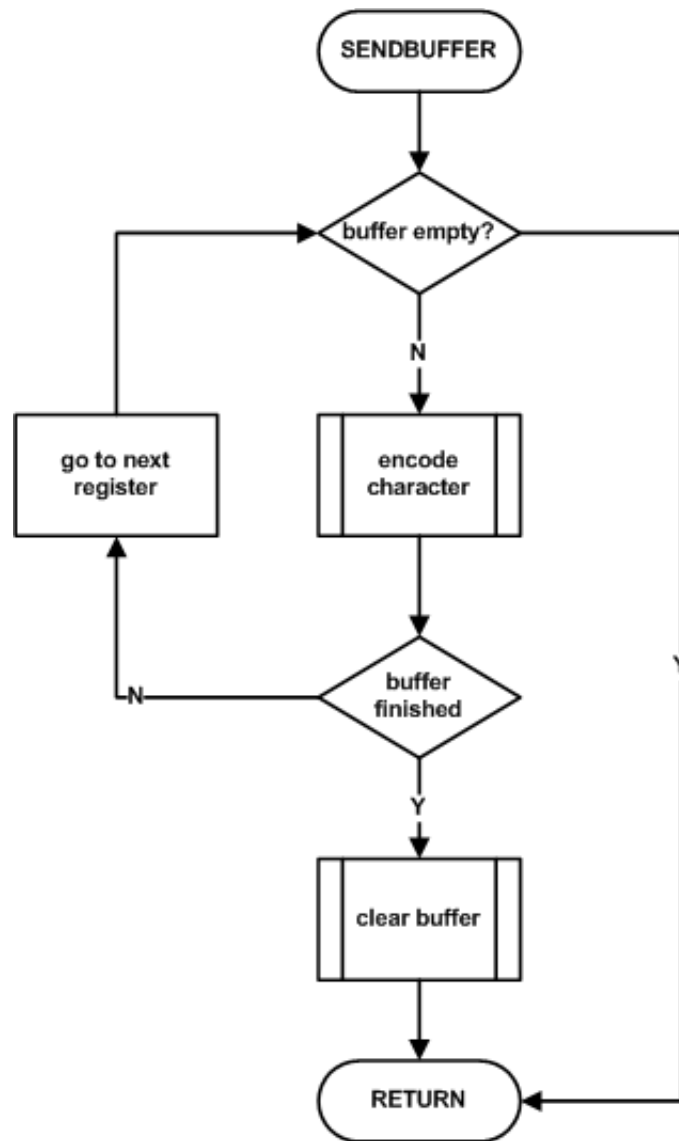 SENDBUFFER
buffer empty?
N
go to next
register
encode
character
buffer
finished
N
Y
Y
clear buffer
RETURN